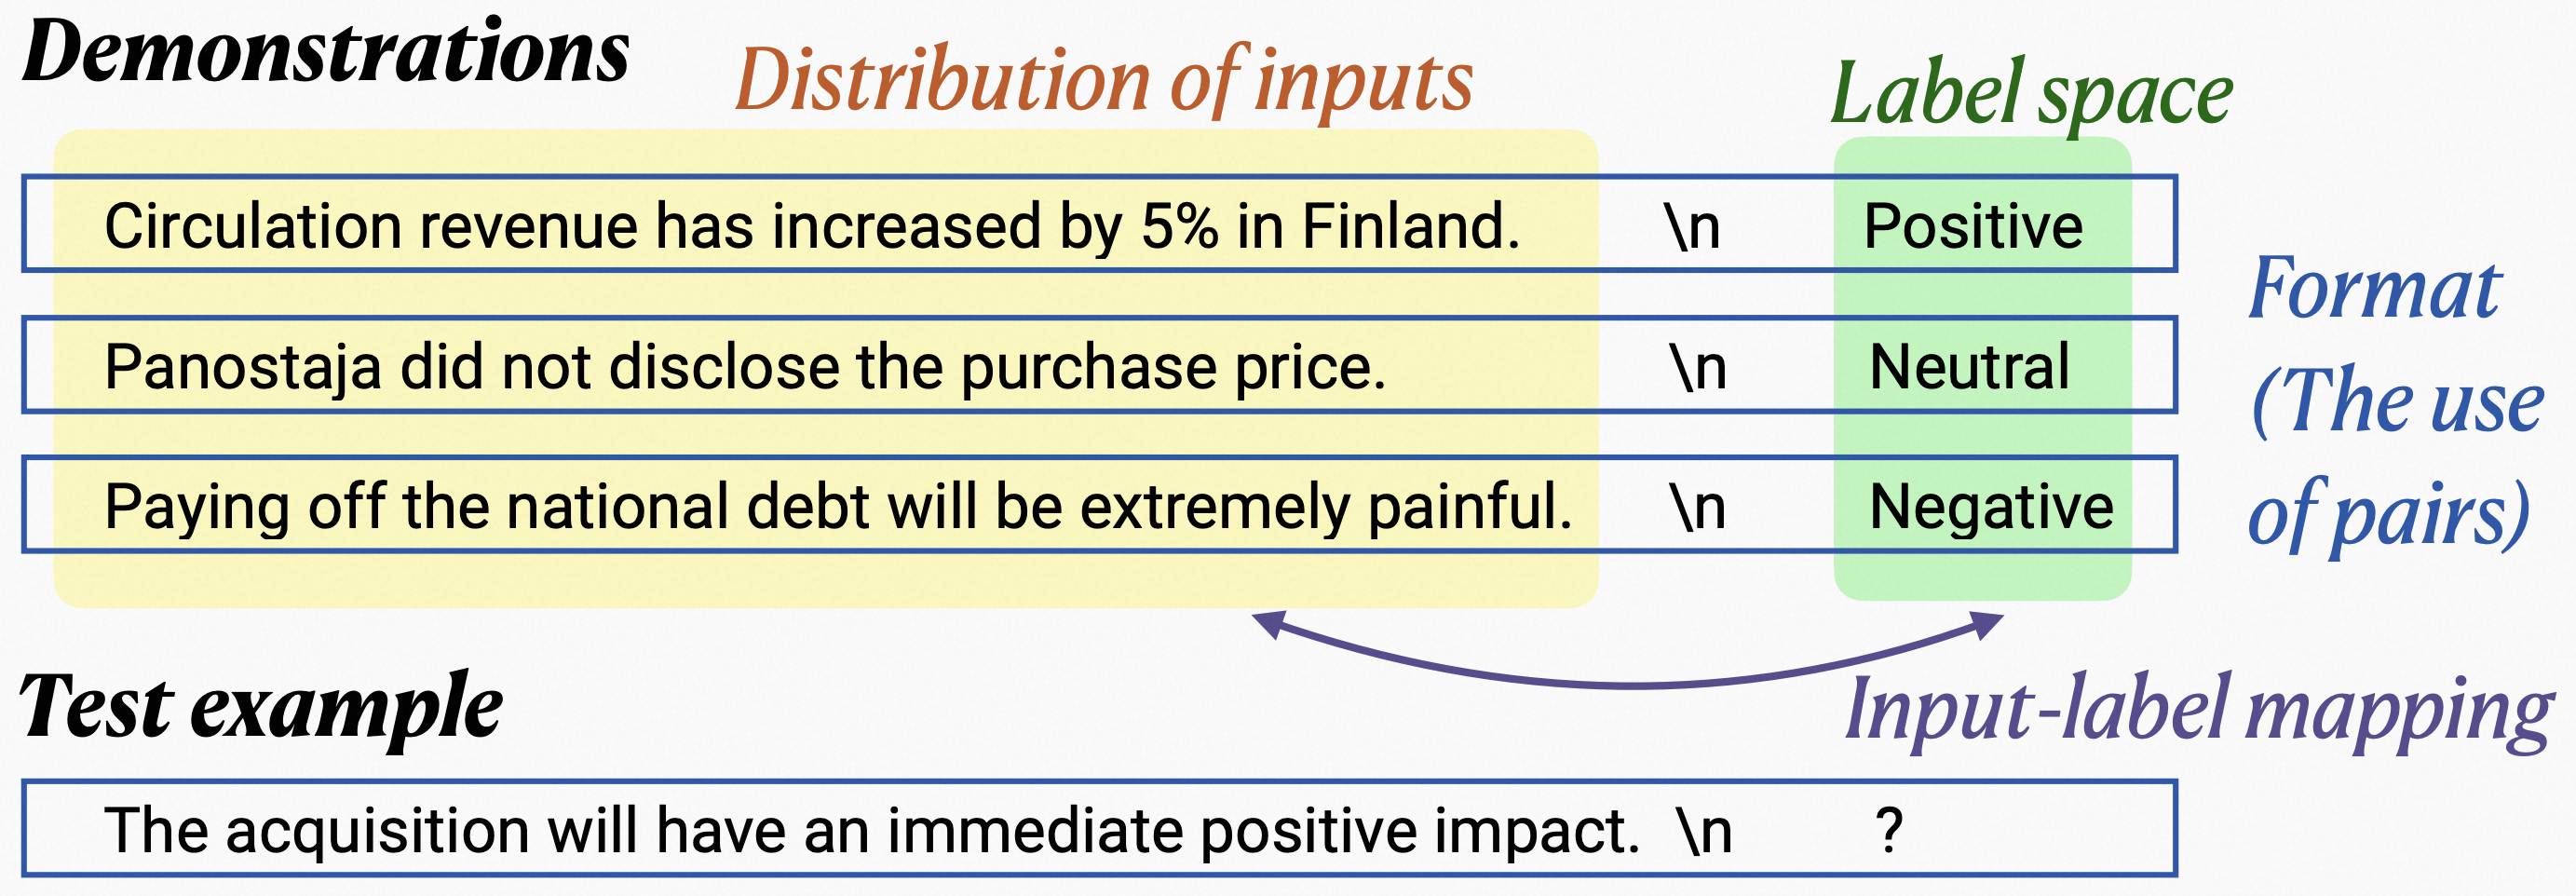 Demonstrations
Distribution of inputs
Label space
Circulation revenue has increased by 5% in Finland. \n Positive
Panostaja did not disclose the purchase price. \n Neutral
Paying off the national debt will be extremely painful. \n Negative
Format
(The use
of pairs)
Test example
Input-label mapping
The acquisition will have an immediate positive impact. \n ?